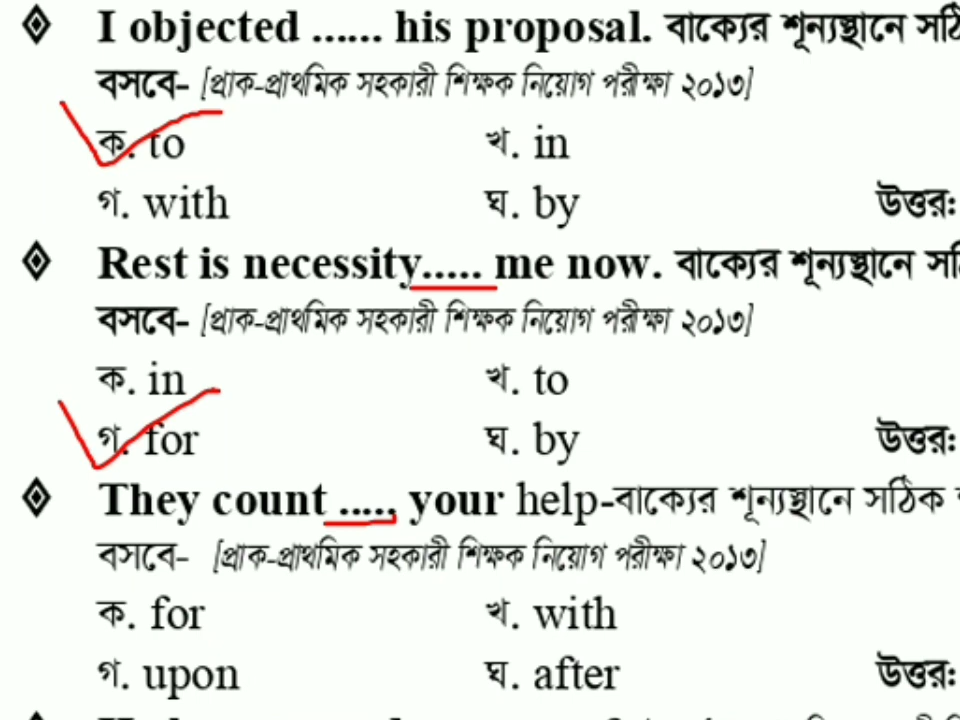 I objected ...... his proposal. বাক্যের শূন্যস্থানে
বসবে- [প্রাক-প্রাথমিক সহকারী শিক্ষক নিয়োগ পরীক্ষা ২০১৩]
ক. to খ. in
গ. with ঘ. by উত্তর:
Rest is necessity..... me now. বাক্যের শূন্যস্থানে
বসবে- [প্রাক-প্রাথমিক সহকারী শিক্ষক নিয়োগ পরীক্ষা ২০১৩]
ক. in খ. to
গ. for ঘ. by উত্তর:
They count ..... your help-বাক্যের শূন্যস্থানে সঠিক
বসবে- [প্রাক-প্রাথমিক সহকারী শিক্ষক নিয়োগ পরীক্ষা ২০১৩]
ক. for খ. with
গ. upon ঘ. after উত্তর: